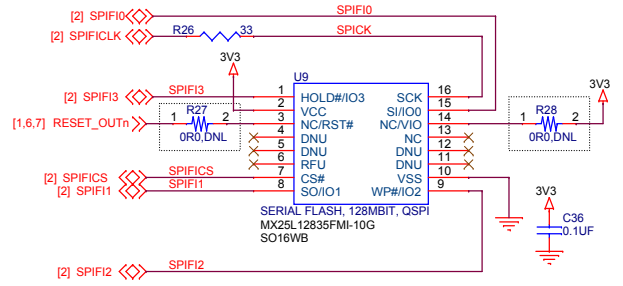 [2] SPIFI0
SPIFI0
[2] SPIFICLK
R26
33
SPICK
3V3
U9
[2] SPIFI3
SPIFI3
1
HOLD#/IO3
SCK
16
2
VCC
SI/IO0
15
[1,6,7] RESET_OUTn
1
R27
2
0R0,DNL
3
NC/RST#
NC/VIO
14
1
R28
2
0R0,DNL
3V3
4
DNU
NC
13
5
DNU
DNU
12
6
RFU
DNU
11
[2] SPIFICS
SPIFICS
7
CS#
VSS
10
[2] SPIFI1
SPIFI1
8
SO/IO1
WP#/IO2
9
SERIAL FLASH, 128MBIT, QSPI
MX25L12835FMI-10G
SO16WB
3V3
C36
0.1UF
[2] SPIFI2
SPIFI2